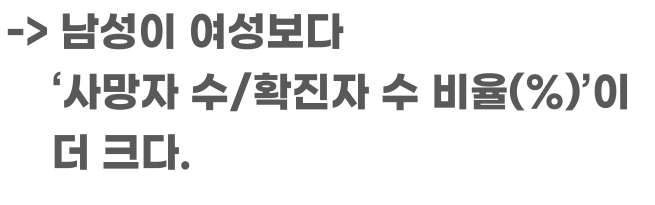 -> 남성이 여성보다
‘사망자 수/확진자 수 비율(%)’이
더 크다.